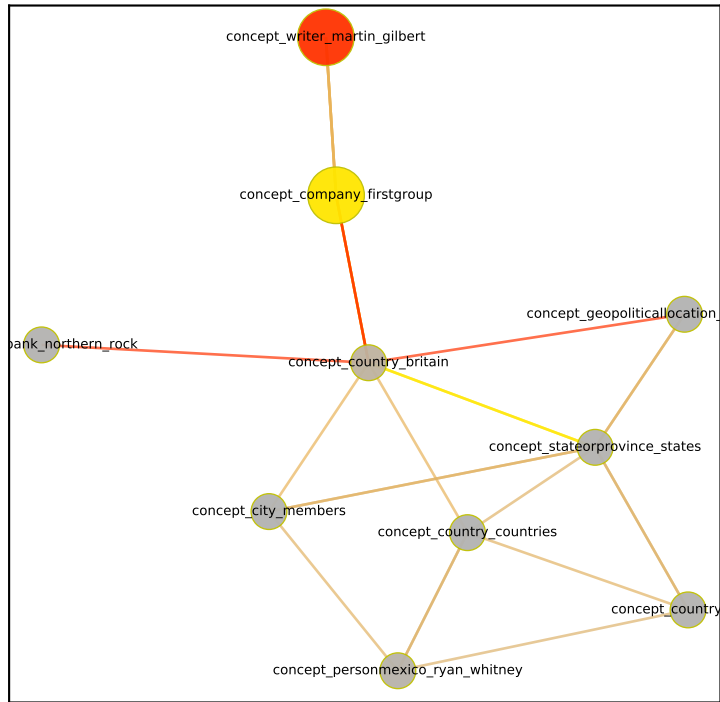 concept_writer_martin_gilbert
concept_company_firstgroup
concept_geopoliticallocation_
bank_northern_rock
concept_country_britain
concept_stateorprovince_states
concept_city_members
concept_country_countries
concept_country
concept_personmexico_ryan_whitney